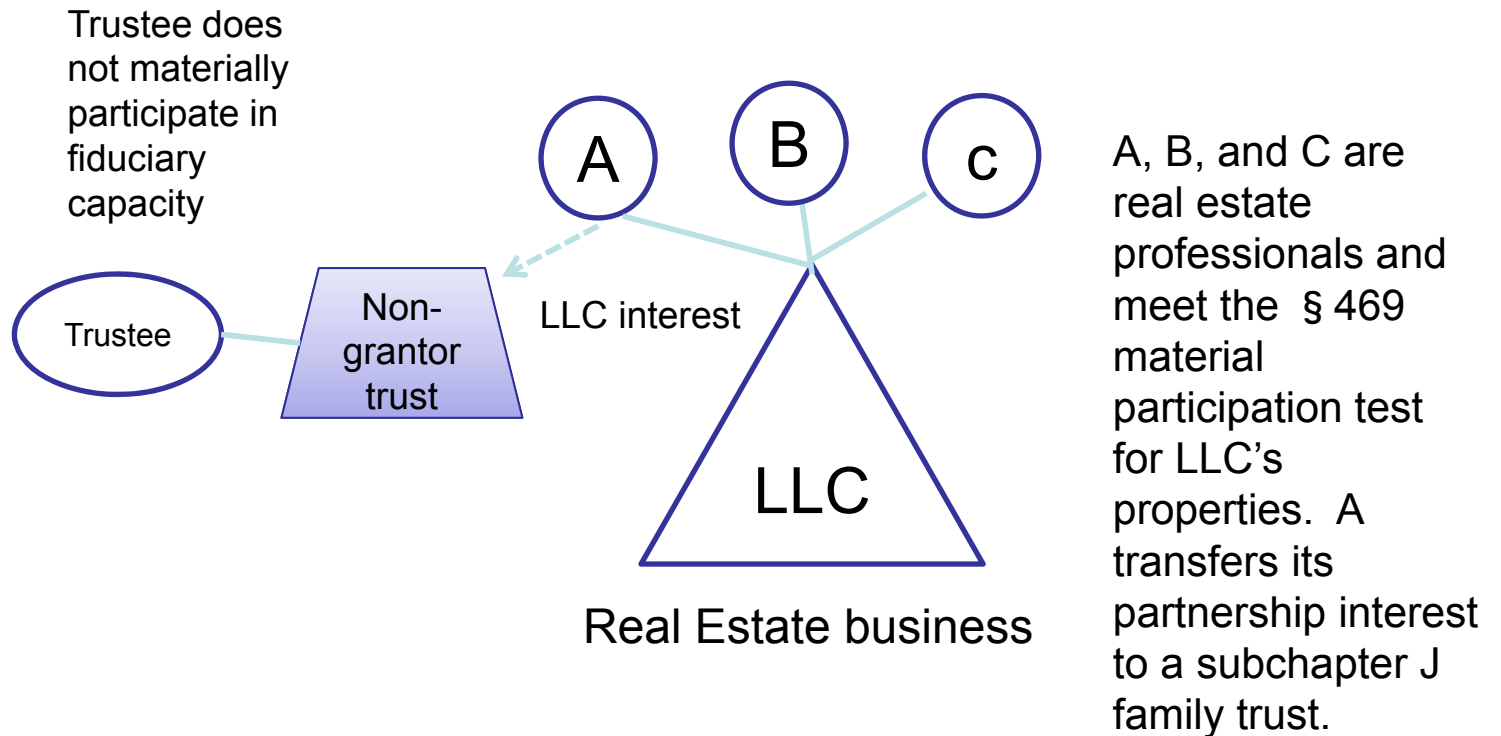 Trustee does
not materially
participate in
fiduciary
capacity
A
B
c
Trustee
Non-
grantor
trust
LLC interest
LLC
Real Estate business
A, B, and C are
real estate
professionals and
meet the § 469
material
participation test
for LLC’s
properties. A
transfers its
partnership interest
to a subchapter J
family trust.